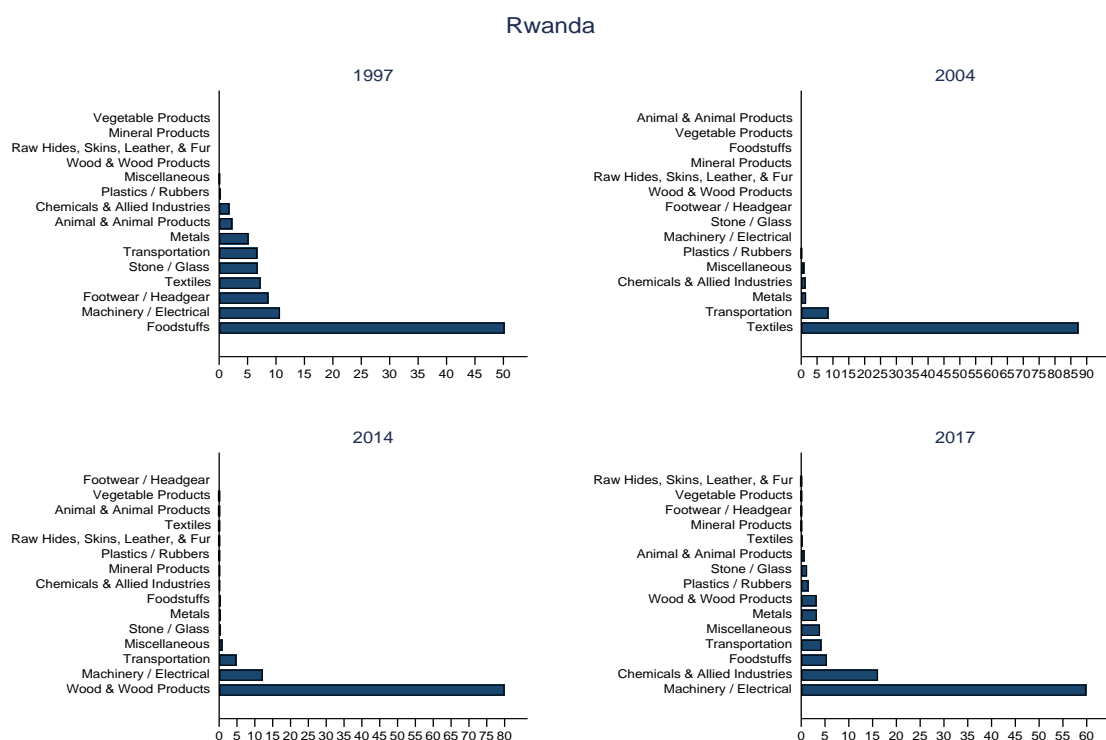 Rwanda
1997
Vegetable Products
Mineral Products
Raw Hides, Skins, Leather, & Fur
Wood & Wood Products
Miscellaneous
Plastics / Rubbers
Chemicals & Allied Industries
Animal & Animal Products
Metals
Transportation
Stone / Glass
Textiles
Footwear / Headgear
Machinery / Electrical
Foodstuffs
0 5 10 15 20 25 30 35 40 45 50
2004
Animal & Animal Products
Vegetable Products
Foodstuffs
Mineral Products
Raw Hides, Skins, Leather, & Fur
Wood & Wood Products
Footwear / Headgear
Stone / Glass
Machinery / Electrical
Plastics / Rubbers
Miscellaneous
Chemicals & Allied Industries
Metals
Transportation
Textiles
0 5 10 15 20 25 30 35 40 45 50 55 60 65 70 75 80 85 90
2014
Footwear / Headgear
Vegetable Products
Animal & Animal Products
Textiles
Raw Hides, Skins, Leather, & Fur
Plastics / Rubbers
Mineral Products
Chemicals & Allied Industries
Foodstuffs
Metals
Stone / Glass
Miscellaneous
Transportation
Machinery / Electrical
Wood & Wood Products
0 5 10 15 20 25 30 35 40 45 50 55 60 65 70 75 80
2017
Raw Hides, Skins, Leather, & Fur
Vegetable Products
Footwear / Headgear
Mineral Products
Textiles
Animal & Animal Products
Stone / Glass
Plastics / Rubbers
Wood & Wood Products
Metals
Miscellaneous
Transportation
Foodstuffs
Chemicals & Allied Industries
Machinery / Electrical
0 5 10 15 20 25 30 35 40 45 50 55 60